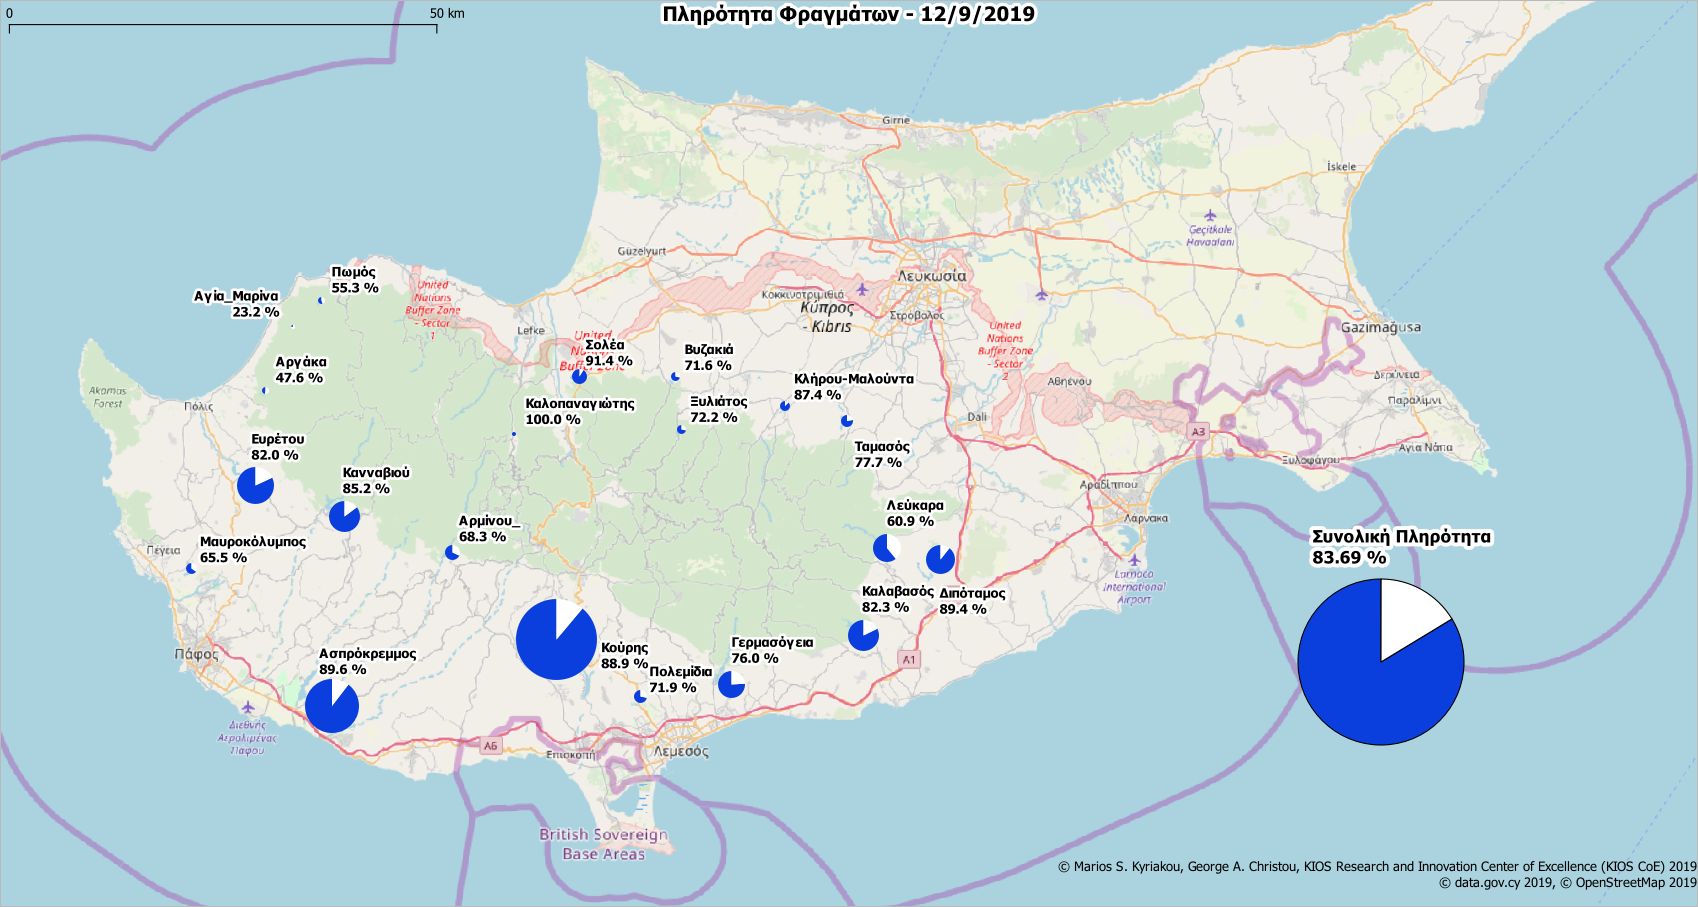 0
50 km
Πληρότητα Φραγμάτων - 12/9/2019
Girne
İskele
Geçitkale
Havaalanı
Güzelyurt
Λευκωσία
Κοκκινοτριμιθιά
Κύπρος
- Kıbrıs
Στροβολος
Πωμός
55.3 %
Αγία_Μαρίνα
23.2 %
United
Nations
Buffer Zone
- Sector
1
Lefke
United
Buffer Zone
Σολέα
91.4 %
Βυζακιά
71.6 %
United
Nations
Buffer Zone
- Sector
2
Gazimağusa
Αργάκα
47.6 %
Κλήρου-Μαλούντα
87.4 %
Αθηένου
Δερύνεια
Παραλίμνι
Akamas
Forest
Πόλις
Καλοπαναγιώτης
100.0 %
Ξυλιάτος
72.2 %
Dali
A3
Αγια Νάπα
Ξυλοφάγου
Ευρέτου
82.0 %
Ταμασός
77.7 %
Κανναβιού
85.2 %
Αραδίππου
Λάρνακα
Λεύκαρα
60.9 %
Αρμίνου_
68.3 %
Συνολική Πληρότητα
83.69 %
Πέγεια
Μαυροκόλυμπος
65.5 %
Larnaca
International
Airport
Καλαβασός
82.3 %
Διπόταμος
89.4 %
Πάφος
Ασπρόκρεμμος
89.6 %
Κούρης
88.9 %
Γερμασόγεια
76.0 %
A1
Πολεμίδια
71.9 %
Διεθνής
Αερολιμένας
Πάφου
A6
Επισκοπή
Λεμεσός
British Sovereign
Base Areas
© Marios S. Kyriakou, George A. Christou, KIOS Research and Innovation Center of Excellence (KIOS CoE) 2019
© data.gov.cy 2019, © OpenStreetMap 2019